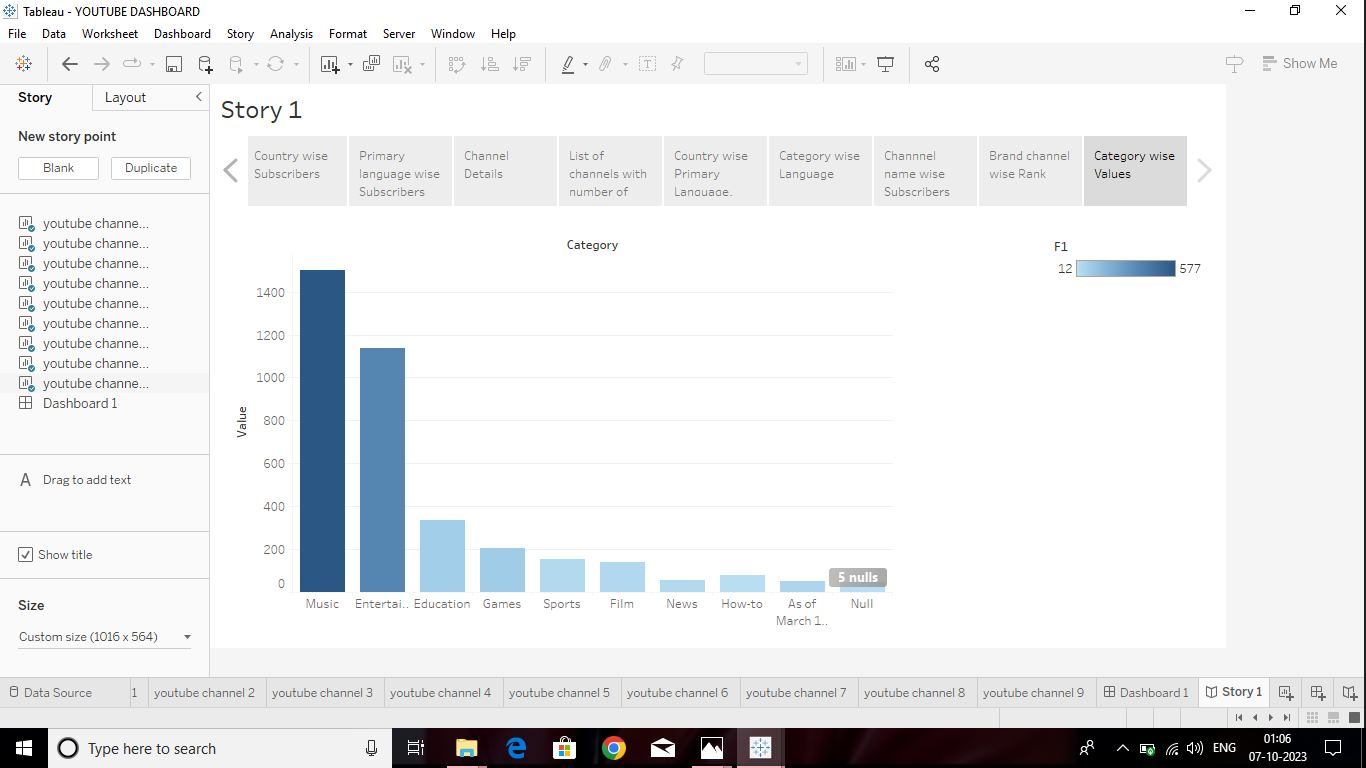 Tableau - YOUTUBE DASHBOARD
File Data Worksheet Dashboard Story Analysis Format Server Window Help
Show Me
Story Layout
New story point
Blank Duplicate
youtube channe...
youtube channe...
youtube channe...
youtube channe...
youtube channe...
youtube channe...
youtube channe...
youtube channe...
youtube channe...
Dashboard 1
A Drag to add text
Show title
Size
Custom size (1016 x 564)
Story 1
Country wise
Subscribers
Primary
language wise
Subscribers
Channel
Details
List of
channels with
number of
Country wise
Primary
Language.
Category wise
Language
Channnel
name wise
Subscribers
Brand channel
wise Rank
Category wise
Values
Category
F1
12 577
Value
1400
1200
1000
800
600
400
200
0
5 nulls
Music Entertai.. Education Games Sports Film News How-to As of
March 1..
Null
Data Source 1 youtube channel 2 youtube channel 3 youtube channel 4 youtube channel 5 youtube channel 6 youtube channel 7 youtube channel 8 youtube channel 9 Dashboard 1 Story 1
Type here to search
ENG
01:06
07-10-2023